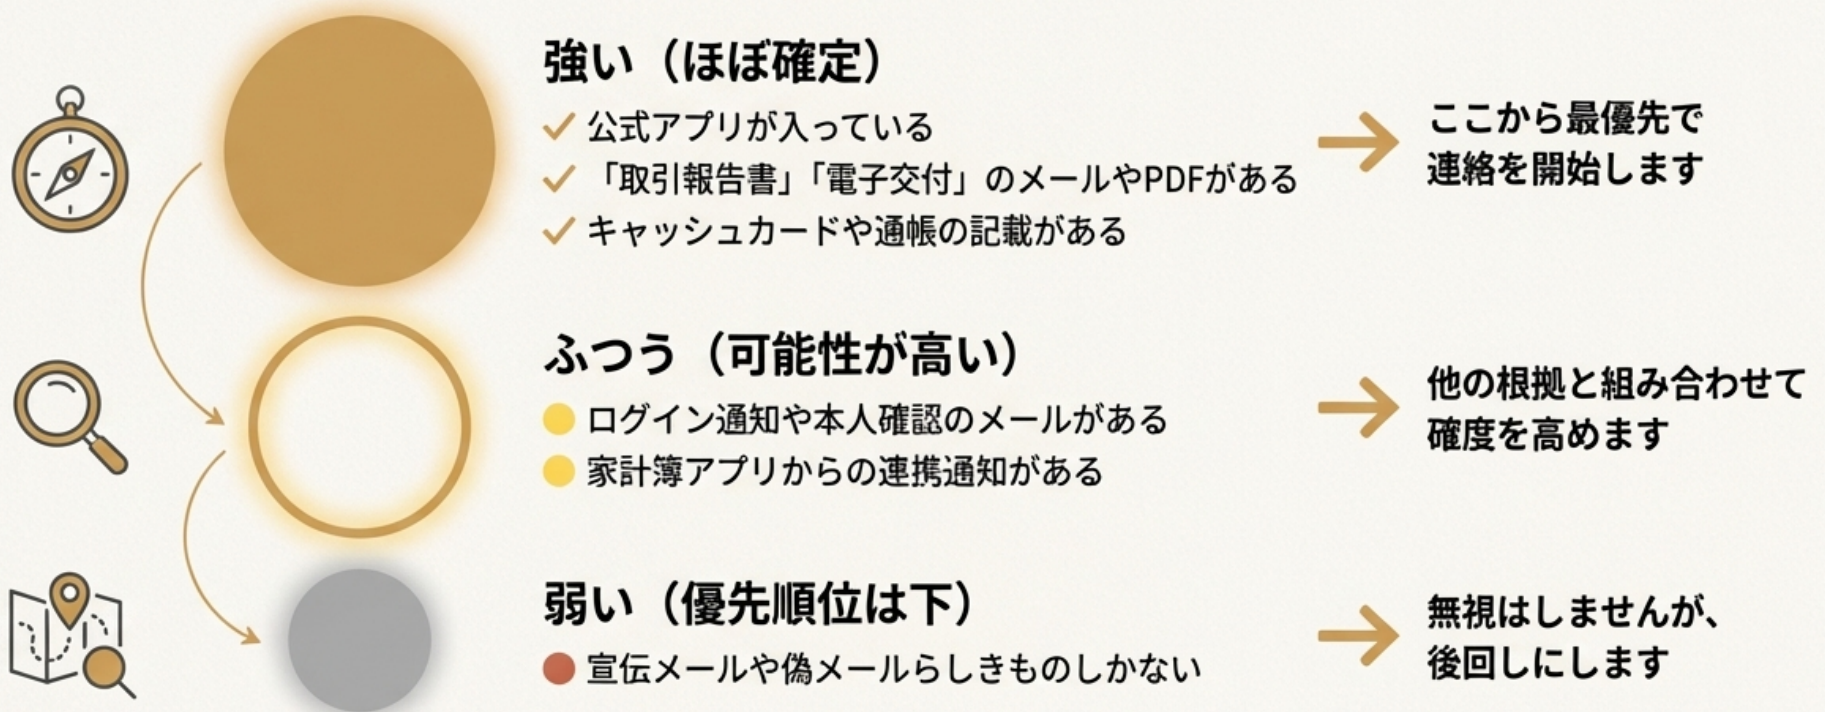 強い（ほぼ確定）
公式アプリが入っている
「取引報告書」「電子交付」のメールやPDFがある
キャッシュカードや通帳の記載がある
ここから最優先で
連絡を開始します
ふつう（可能性が高い）
ログイン通知や本人確認のメールがある
家計簿アプリからの連携通知がある
他の根拠と組み合わせて
確度を高めます
弱い（優先順位は下）
宣伝メールや偽メールらしきものしかない
無視はしませんが、
後回しにします